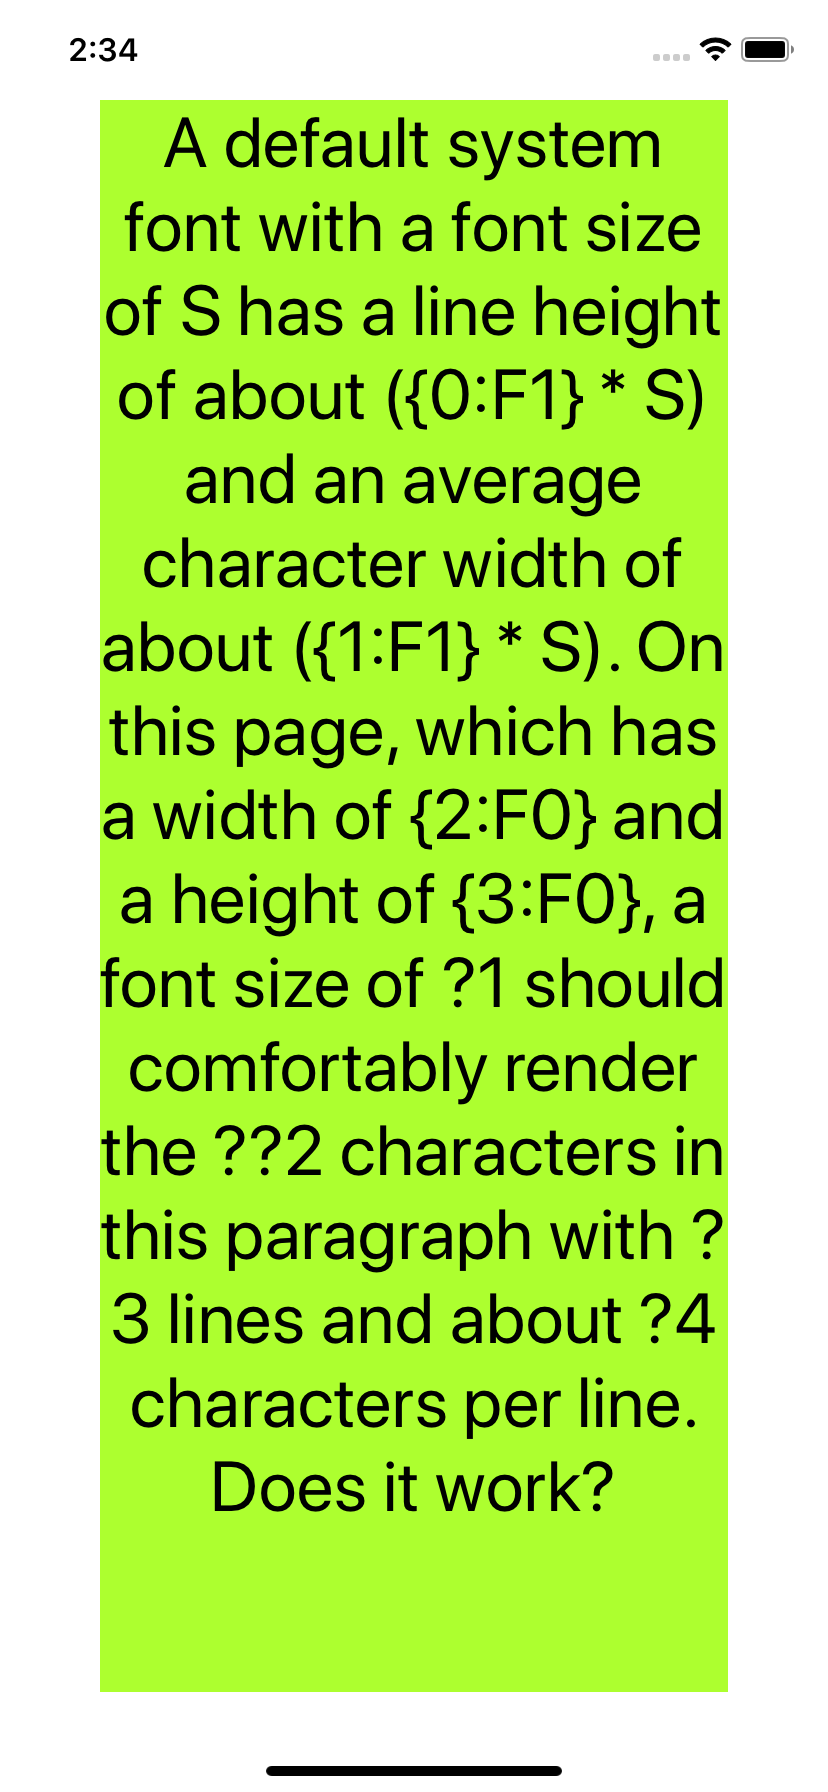 2:34
A default system
font with a font size
of S has a line height
of about ({0:F1} * S)
and an average
character width of
about ({1:F1} * S). On
this page, which has
a width of {2:F0} and
a height of {3:F0}, a
font size of ?1 should
comfortably render
the ??2 characters in
this paragraph with ?
3 lines and about ?4
characters per line.
Does it work?